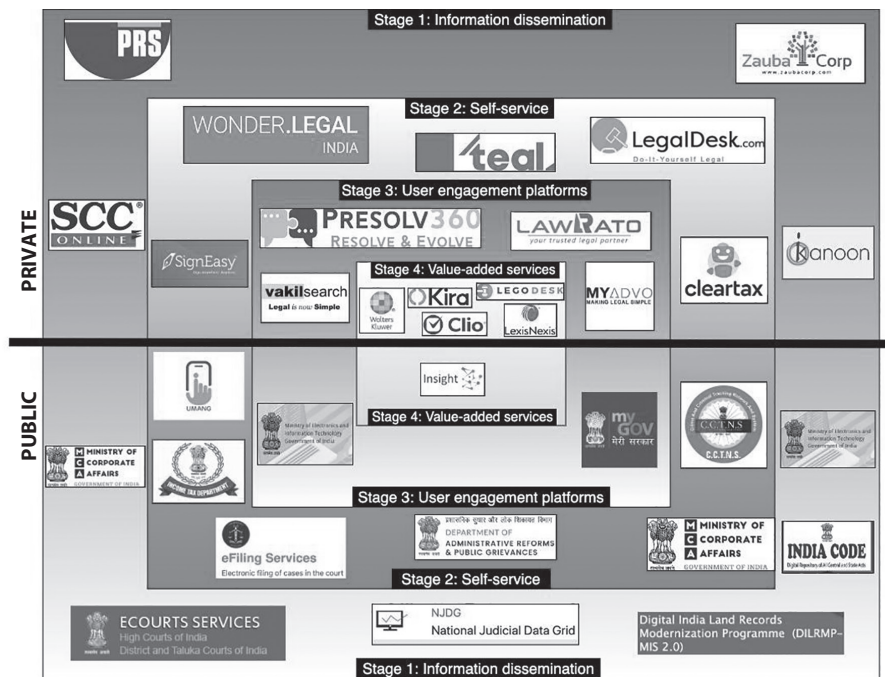 Stage 1: Information dissemination
PRS
Zauba Corp
www.zaubacorp.com
Stage 2: Self-service
WONDER.LEGAL
INDIA
teal
LegalDesk.com
Do-It-Yourself Legal
PRIVATE
Stage 3: User engagement platforms
SCC®
ONLINE
PRESOLV360
RESOLVE & EVOLVE
LAWRATO
your trusted legal partner
SignEasy
kanoon
cleartax
Stage 4: Value-added services
vakilsearch
Legal is now Simple
Wolters
Kluwer
Kira
LEGODESK
Clio
LexisNexis
MYADVO
MAKING LEGAL SIMPLE
PUBLIC
UMANG
Insight
Stage 4: Value-added services
Ministry of Electronics and
Information Technology
Government of India
my
GOV
मेरी सरकार
C.C.T.N.S
C.C.T.N.S.
Ministry of Electronics and
Information Technology
Government of India
MINISTRY OF
CORPORATE
AFFAIRS
GOVERNMENT OF INDIA
INCOME TAX DEPARTMENT
Stage 3: User engagement platforms
eFiling Services
Electronic filing of cases in the court
प्रशासनिक सुधार और लोक शिकायत विभाग
DEPARTMENT OF
ADMINISTRATIVE REFORMS
& PUBLIC GRIEVANCES
MINISTRY OF
CORPORATE
AFFAIRS
GOVERNMENT OF INDIA
INDIA CODE
Digital Repository of All Central and State Acts
Stage 2: Self-service
ECOURTS SERVICES
High Courts of India
District and Taluka Courts of India
NJDG
National Judicial Data Grid
Digital India Land Records
Modernization Programme (DILRMP-
MIS 2.0)
Stage 1: Information dissemination